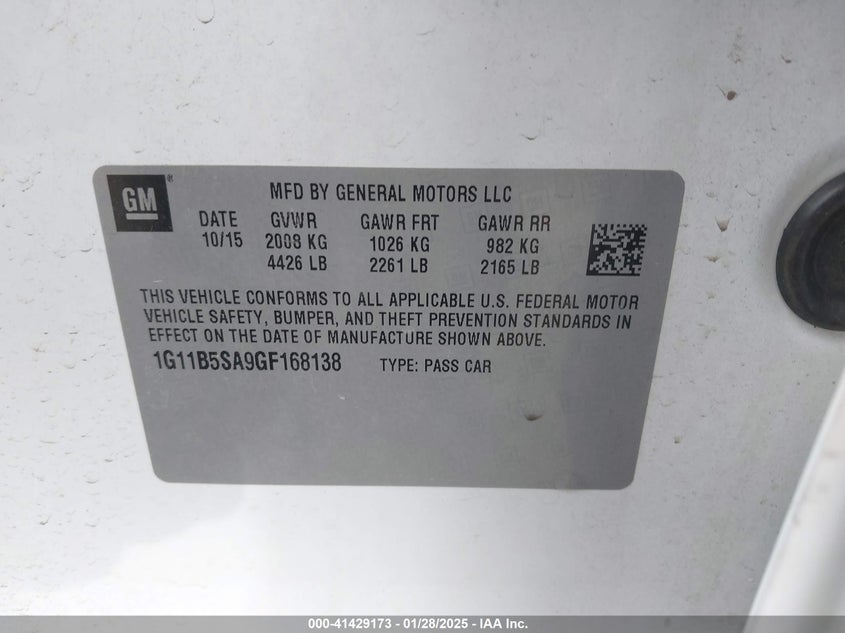 GM®
MFD BY GENERAL MOTORS LLC
DATE GVWR GAWR FRT GAWR RR
10/15 2008 KG 1026 KG 982 KG
4426 LB 2261 LB 2165 LB
THIS VEHICLE CONFORMS TO ALL APPLICABLE U.S. FEDERAL MOTOR
VEHICLE SAFETY, BUMPER, AND THEFT PREVENTION STANDARDS IN
EFFECT ON THE DATE OF MANUFACTURE SHOWN ABOVE.
1G11B5SA9GF168138 TYPE: PASS CAR
000-41429173 - 01/28/2025 - IAA Inc.